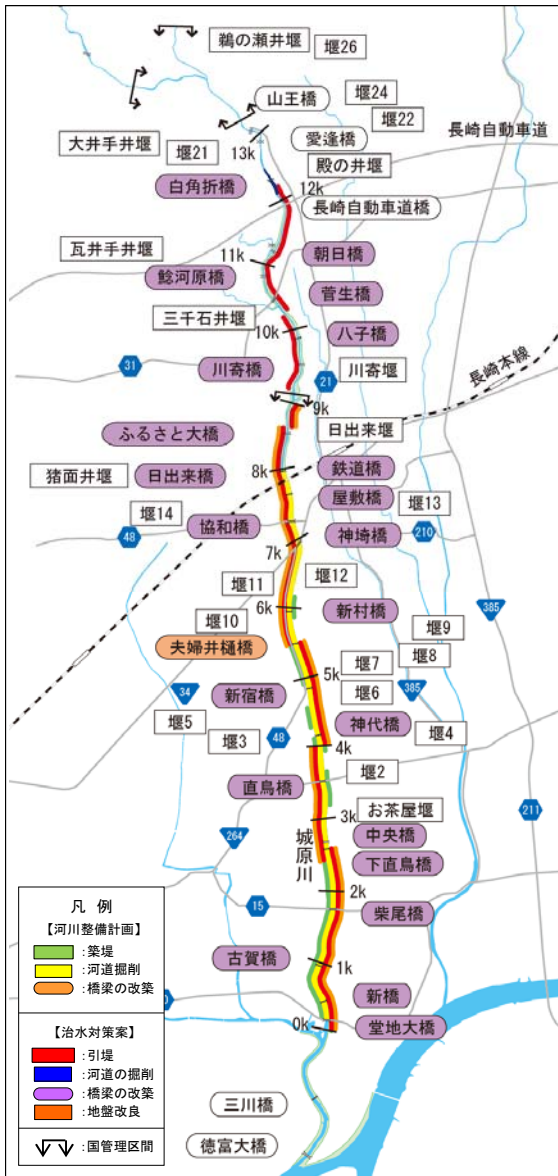 鵜の瀬井堰
堰26
山王橋
堰24
堰22
愛逢橋
長崎自動車道
大井手井堰
堰21
13k
殿の井堰
白角折橋
12k
長崎自動車道橋
瓦井手井堰
11k
朝日橋
鯰河原橋
菅生橋
三千石井堰
10k
八子橋
31
川寄橋
21
川寄堰
長崎本線
9k
ふるさと大橋
日出来堰
猪面井堰
日出来橋
8k
鉄道橋
屋敷橋
堰14
堰13
48
協和橋
神埼橋
210
7k
堰11
堰12
堰10
6k
新村橋
385
堰9
夫婦井樋橋
堰8
堰7
5k
34
新宿橋
堰6
385
堰5
神代橋
堰3
48
堰4
4k
直鳥橋
堰2
211
3k
お茶屋堰
城原川
264
中央橋
下直鳥橋
2k
15
柴尾橋
古賀橋
1k
新橋
0k
堂地大橋
三川橋
徳富大橋
凡 例
【河川整備計画】
:築堤
:河道掘削
:橋梁の改築
【治水対策案】
:引堤
:河道の掘削
:橋梁の改築
:地盤改良
:国管理区間